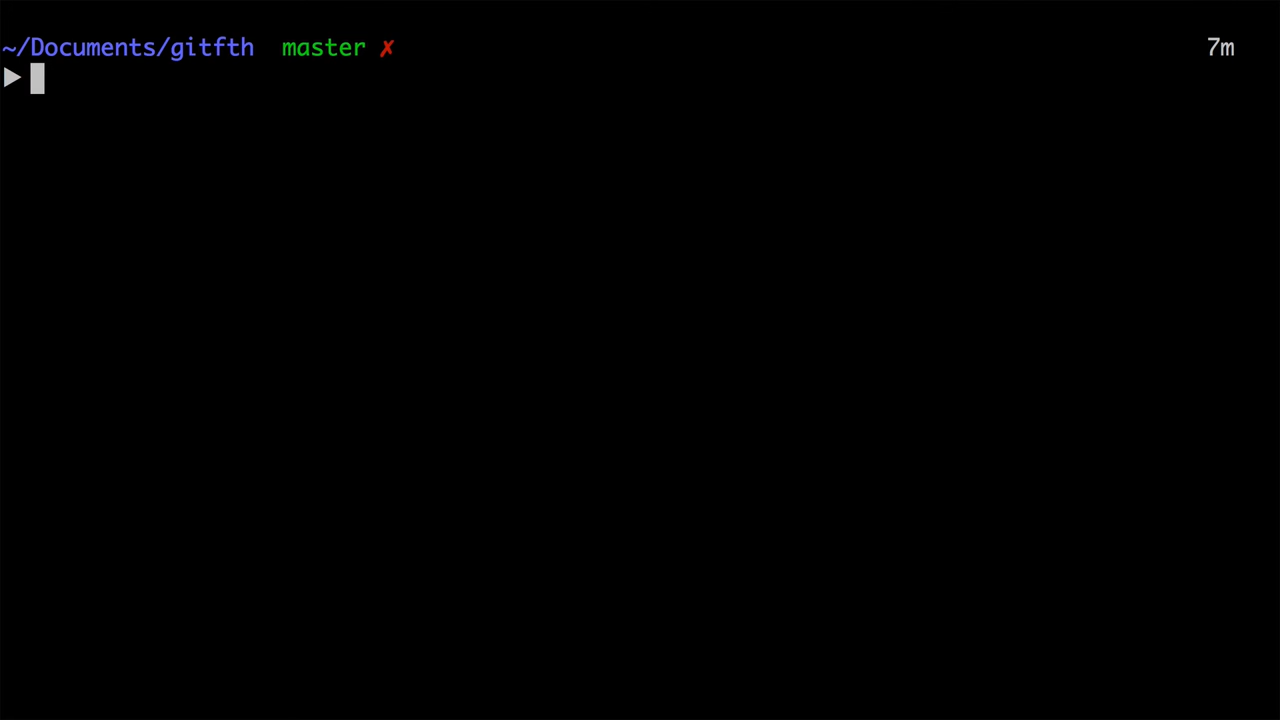 ~/Documents/gitfth master ✗ 7m
▶